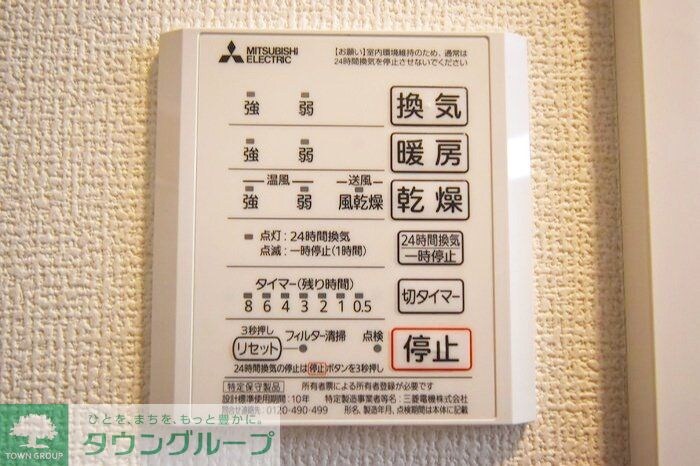 MITSUBISHI
ELECTRIC
【お願い】室内環境維持のため、通常は
24時間換気を停止させないでください
強 弱 換気
強 弱 暖房
温風 送風
強 弱 風乾燥 乾燥
点灯:24時間換気
点滅:一時停止(1時間)
24時間換気
一時停止
タイマー(残り時間)
8 6 4 3 2 1 0.5
切タイマー
3秒押し
リセット フィルター清掃 点検
停止
24時間換気の停止は停止ボタンを3秒押し
特定保守製品 所有者票による所有者登録が必要です
設計標準使用期間:10年 特定製造事業者等名:三菱電機株式会社
問合せ連絡先:0120-490-499 形名、製造年月、点検期間は本体に記載
ひとを、まちを、もっと豊かに。
タウングループ
TOWN GROUP